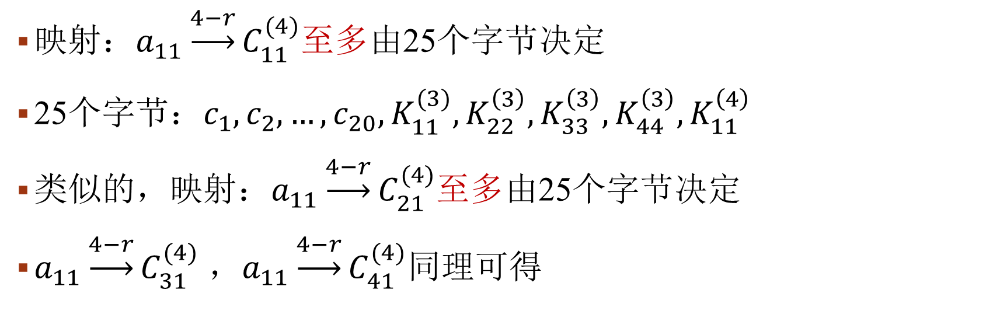 ▪映射：$a_{11} \xrightarrow{4-r} C_{11}^{(4)}$至多由25个字节决定
▪25个字节：$c_1, c_2, \ldots, c_{20}, K_{11}^{(3)}, K_{22}^{(3)}, K_{33}^{(3)}, K_{44}^{(3)}, K_{11}^{(4)}$
▪类似的，映射：$a_{11} \xrightarrow{4-r} C_{21}^{(4)}$至多由25个字节决定
▪$a_{11} \xrightarrow{4-r} C_{31}^{(4)}$，$a_{11} \xrightarrow{4-r} C_{41}^{(4)}$同理可得